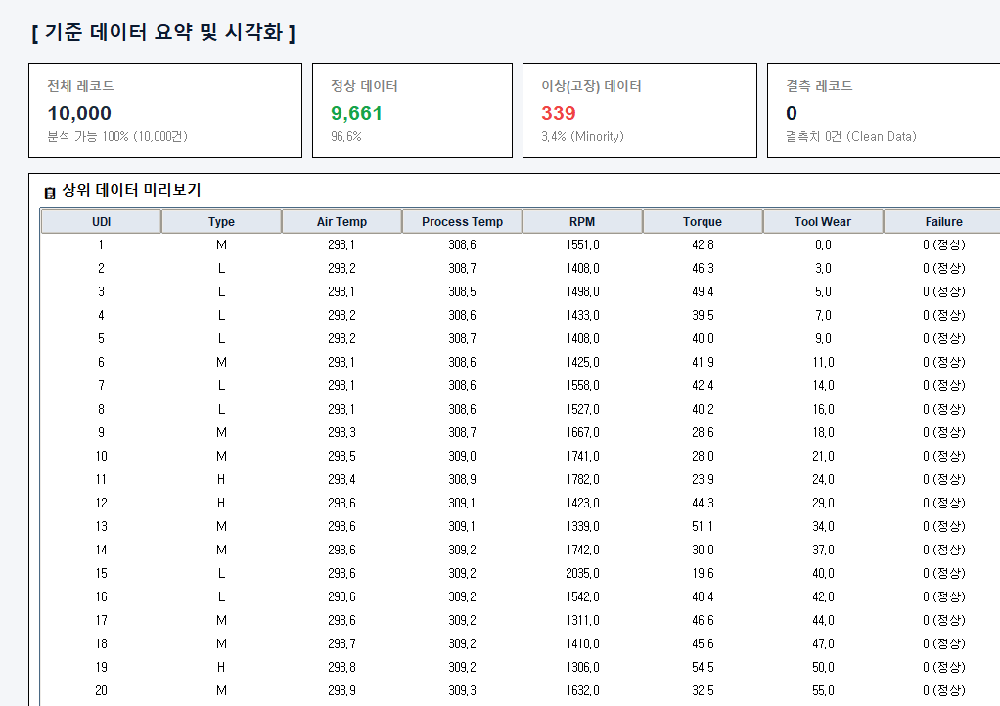 [ 기준 데이터 요약 및 시각화 ]
전체 레코드
10,000
분석 가능 100% (10,000건)
정상 데이터
9,661
96.6%
이상(고장) 데이터
339
3.4% (Minority)
결측 레코드
0
결측치 0건 (Clean Data)
상위 데이터 미리보기
UDI Type Air Temp Process Temp RPM Torque Tool Wear Failure
1 M 298.1 308.6 1551.0 42.8 0.0 0 (정상)
2 L 298.2 308.7 1408.0 46.3 3.0 0 (정상)
3 L 298.1 308.5 1498.0 49.4 5.0 0 (정상)
4 L 298.2 308.6 1433.0 39.5 7.0 0 (정상)
5 L 298.2 308.7 1408.0 40.0 9.0 0 (정상)
6 M 298.1 308.6 1425.0 41.9 11.0 0 (정상)
7 L 298.1 308.6 1558.0 42.4 14.0 0 (정상)
8 L 298.1 308.6 1527.0 40.2 16.0 0 (정상)
9 M 298.3 308.7 1667.0 28.6 18.0 0 (정상)
10 M 298.5 309.0 1741.0 28.0 21.0 0 (정상)
11 H 298.4 308.9 1782.0 23.9 24.0 0 (정상)
12 H 298.6 309.1 1423.0 44.3 29.0 0 (정상)
13 M 298.6 309.1 1339.0 51.1 34.0 0 (정상)
14 M 298.6 309.2 1742.0 30.0 37.0 0 (정상)
15 L 298.6 309.2 2035.0 19.6 40.0 0 (정상)
16 L 298.6 309.2 1542.0 48.4 42.0 0 (정상)
17 M 298.6 309.2 1311.0 46.6 44.0 0 (정상)
18 M 298.7 309.2 1410.0 45.6 47.0 0 (정상)
19 H 298.8 309.2 1306.0 54.5 50.0 0 (정상)
20 M 298.9 309.3 1632.0 32.5 55.0 0 (정상)